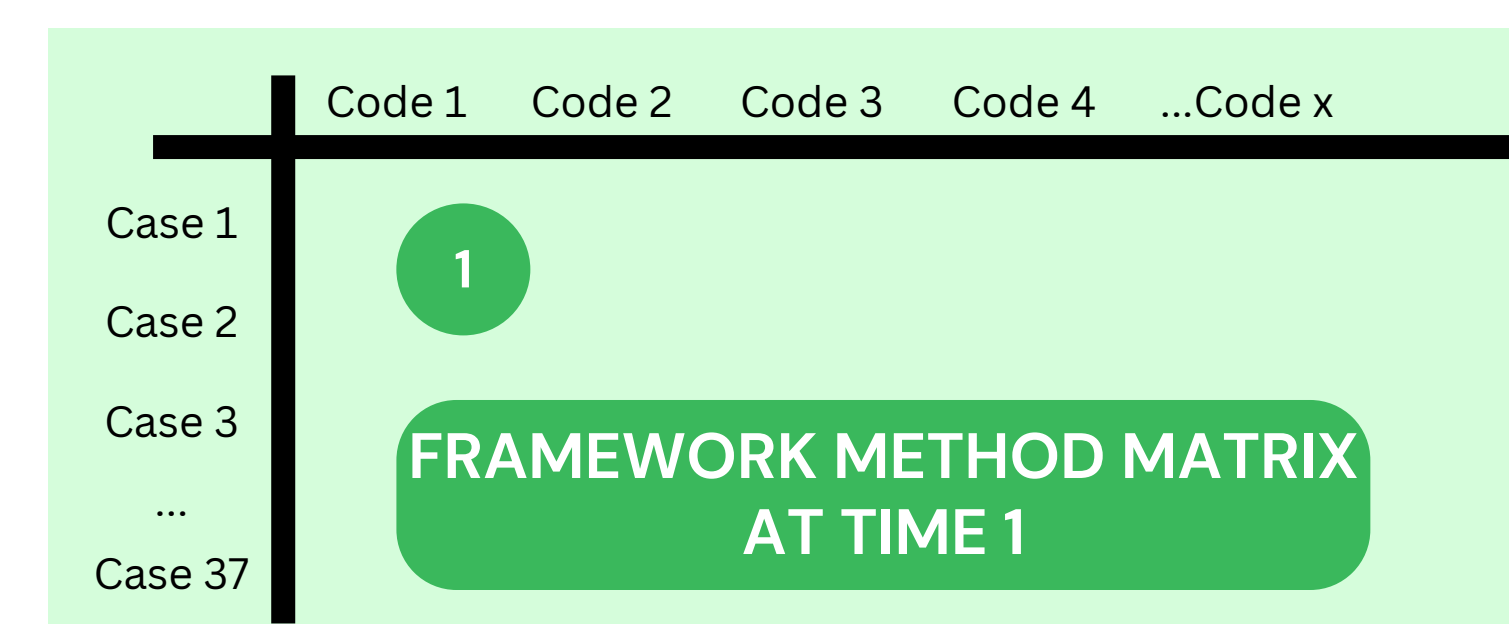 Code 1 Code 2 Code 3 Code 4 ...Code x
Case 1
1
Case 2
Case 3
FRAMEWORK METHOD MATRIX
AT TIME 1
...
Case 37